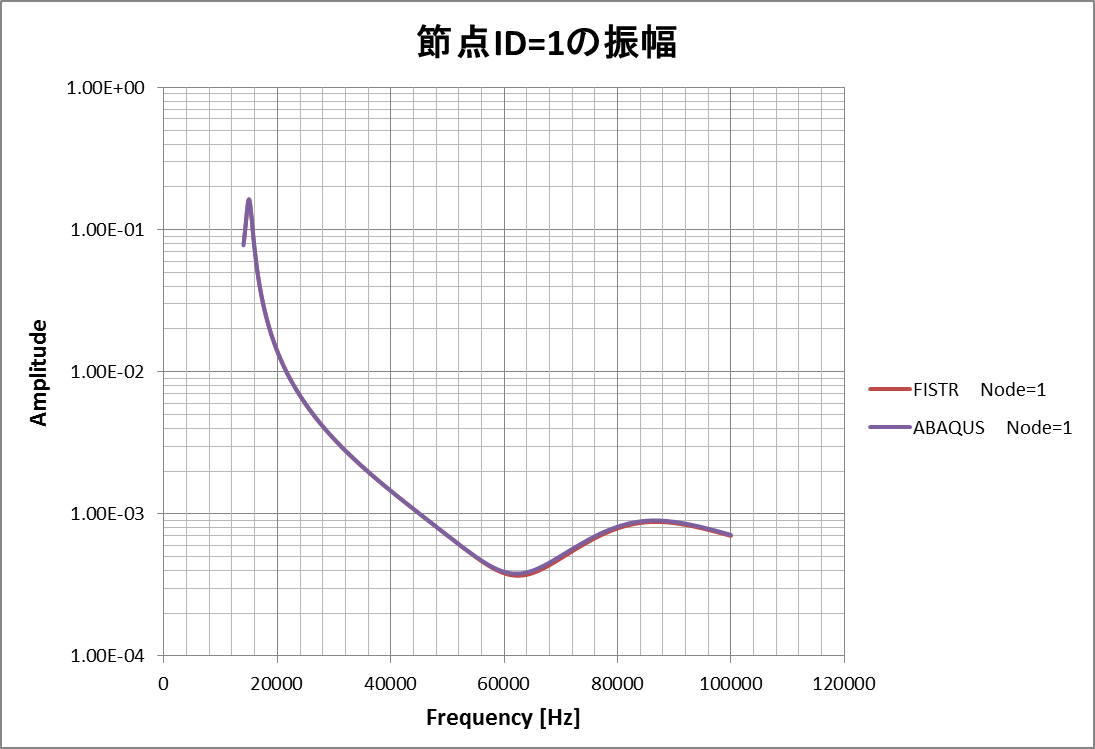 節点ID=1の振幅
1.00E+00
1.00E-01
1.00E-02
1.00E-03
1.00E-04
Amplitude
0 20000 40000 60000 80000 100000 120000
Frequency [Hz]
FISTR Node=1
ABAQUS Node=1